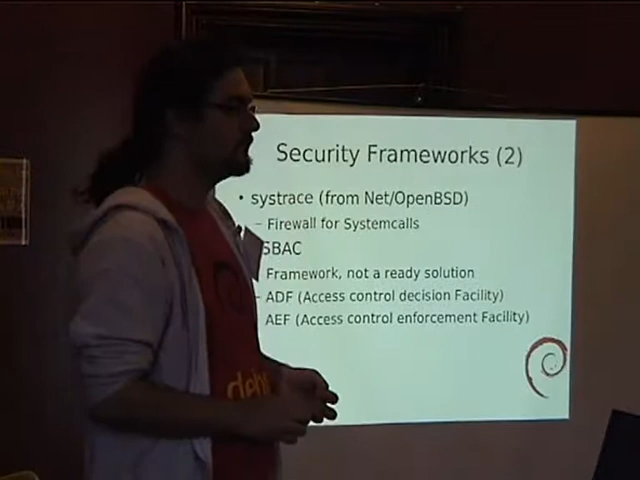 Security Frameworks (2)
• systrace (from Net/OpenBSD)
– Firewall for Systemcalls
SBAC
Framework, not a ready solution
– ADF (Access control decision Facility)
AEF (Access control enforcement Facility)
debi